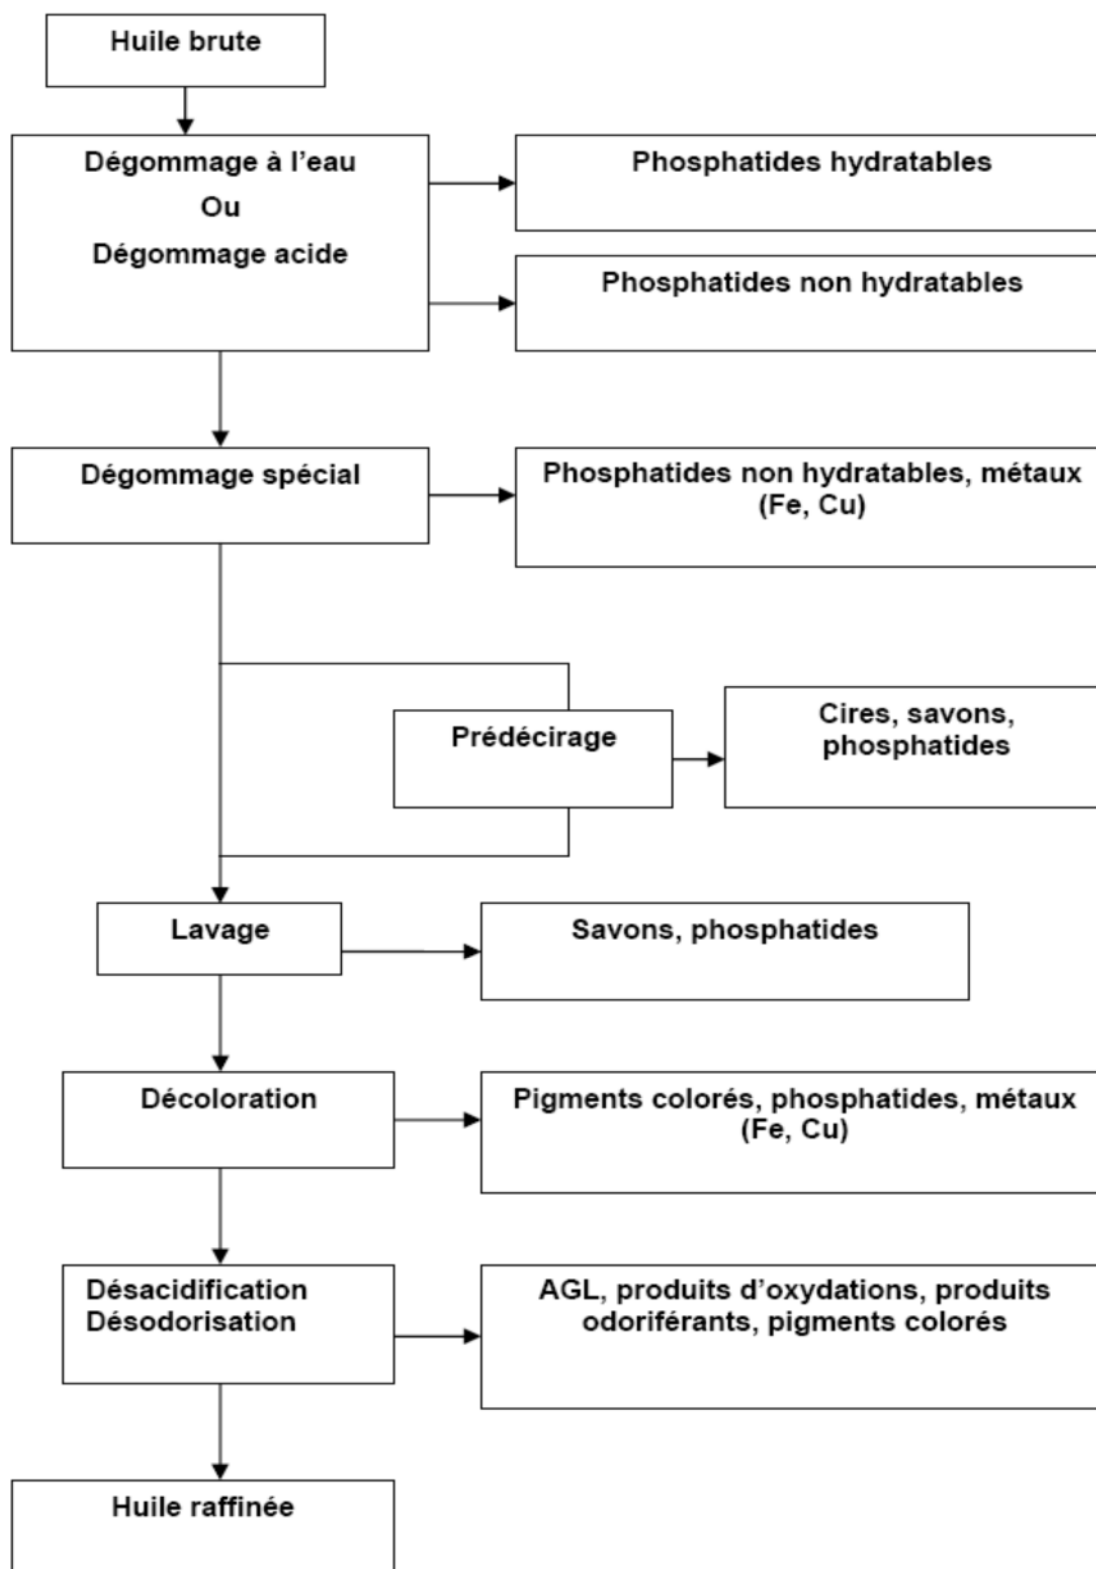 Huile brute
Dégommage à l'eau
Ou
Dégommage acide
Phosphatides hydratables
Phosphatides non hydratables
Dégommage spécial
Phosphatides non hydratables, métaux
(Fe, Cu)
Prédécirage
Cires, savons,
phosphatides
Lavage
Savons, phosphatides
Décoloration
Pigments colorés, phosphatides, métaux
(Fe, Cu)
Désacidification
Désodorisation
AGL, produits d'oxydations, produits
odoriférants, pigments colorés
Huile raffinée